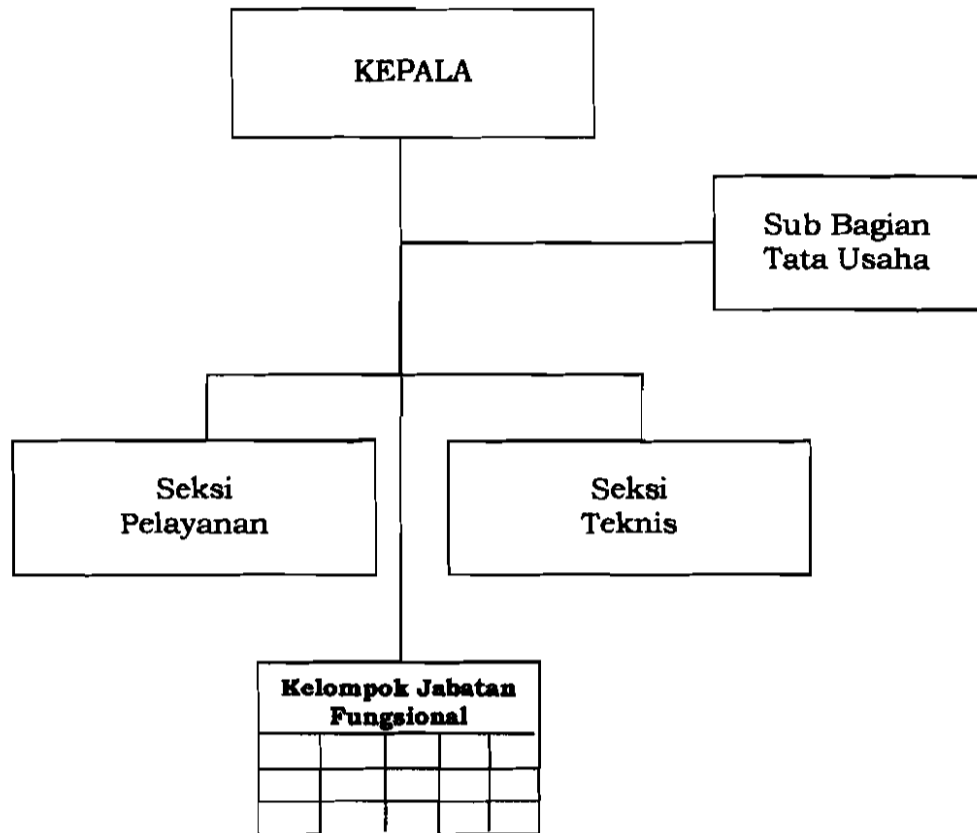 KEPALA
Sub Bagian
Tata Usaha
Seksi
Pelayanan
Seksi
Teknis
Kelompok Jabatan
Fungsional